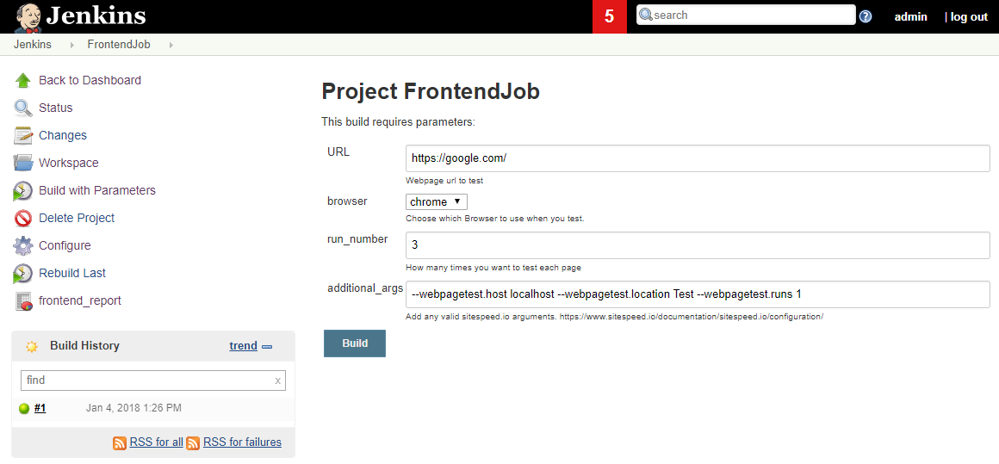 Jenkins
5
search
?
admin
| log out
Jenkins
FrontendJob
Back to Dashboard
Status
Changes
Workspace
Build with Parameters
Delete Project
Configure
Rebuild Last
frontend_report
Build History
trend
find
x
#1
Jan 4, 2018 1:26 PM
RSS for all
RSS for failures
Project FrontendJob
This build requires parameters:
URL
https://google.com/
Webpage url to test
browser
chrome
Choose which Browser to use when you test.
run_number
3
How many times you want to test each page
additional_args
--webpagetest.host localhost --webpagetest.location Test --webpagetest.runs 1
Add any valid sitespeed.io arguments. https://www.sitespeed.io/documentation/sitespeed.io/configuration/
Build